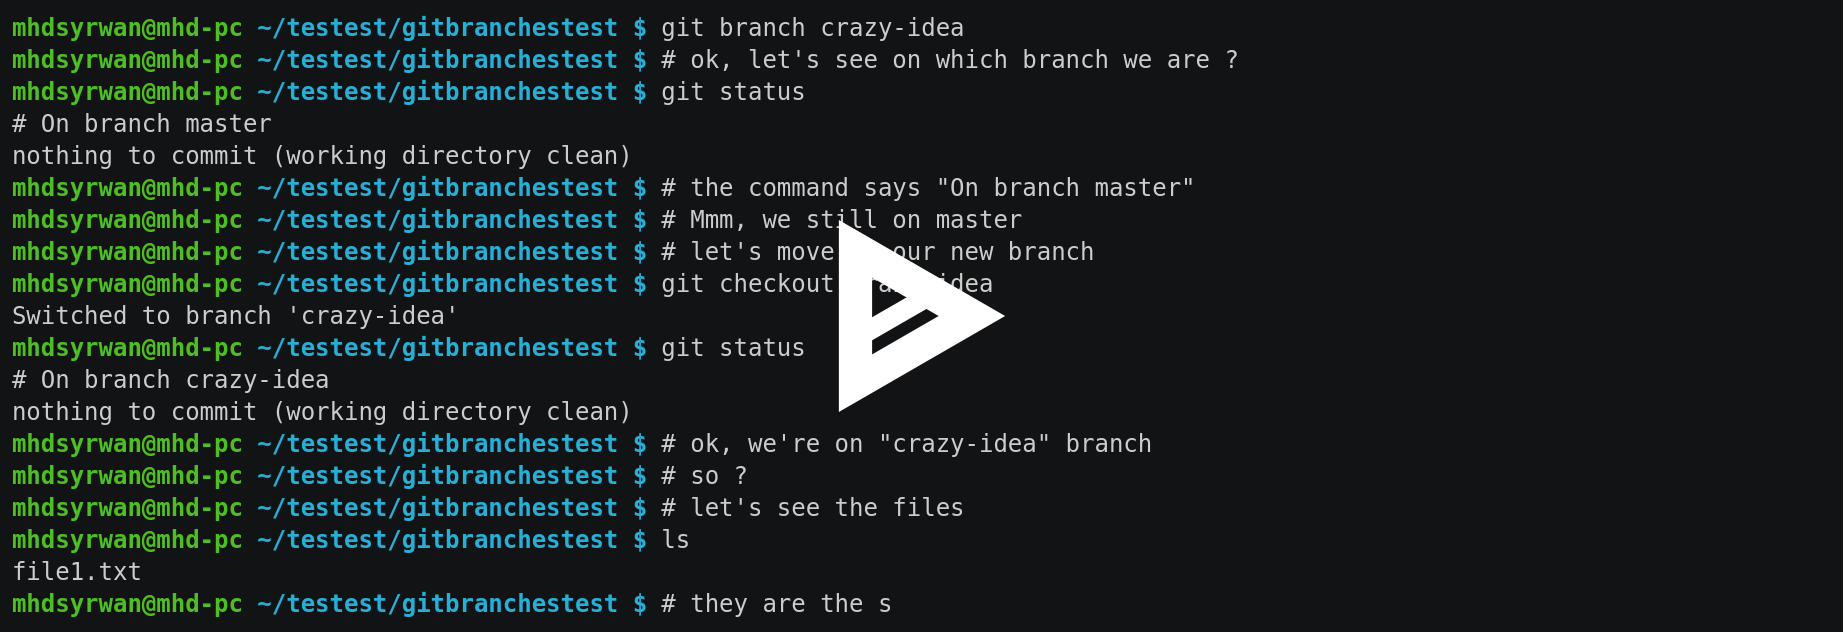 mhdsyrwan@mhd-pc ~/testest/gitbranchestest $ git branch crazy-idea
mhdsyrwan@mhd-pc ~/testest/gitbranchestest $ # ok, let's see on which branch we are ?
mhdsyrwan@mhd-pc ~/testest/gitbranchestest $ git status
# On branch master
nothing to commit (working directory clean)
mhdsyrwan@mhd-pc ~/testest/gitbranchestest $ # the command says "On branch master"
mhdsyrwan@mhd-pc ~/testest/gitbranchestest $ # Mmm, we still on master
mhdsyrwan@mhd-pc ~/testest/gitbranchestest $ # let's move our new branch
mhdsyrwan@mhd-pc ~/testest/gitbranchestest $ git checkout crazy-idea
Switched to branch 'crazy-idea'
mhdsyrwan@mhd-pc ~/testest/gitbranchestest $ git status
# On branch crazy-idea
nothing to commit (working directory clean)
mhdsyrwan@mhd-pc ~/testest/gitbranchestest $ # ok, we're on "crazy-idea" branch
mhdsyrwan@mhd-pc ~/testest/gitbranchestest $ # so ?
mhdsyrwan@mhd-pc ~/testest/gitbranchestest $ # let's see the files
mhdsyrwan@mhd-pc ~/testest/gitbranchestest $ ls
file1.txt
mhdsyrwan@mhd-pc ~/testest/gitbranchestest $ # they are the s